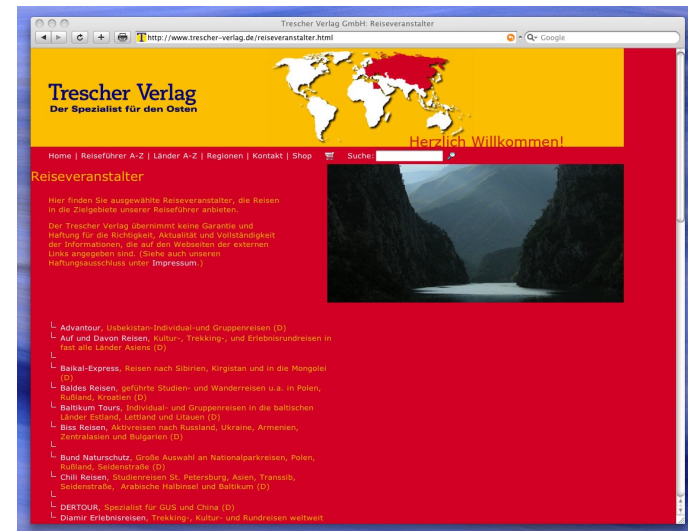 Trescher Verlag GmbH: Reiseveranstalter
http://www.trescher-verlag.de/reiseveranstalter.html
Google
Trescher Verlag
Der Spezialist für den Osten
Herzlich Willkommen!
Home | Reiseführer A-Z | Länder A-Z | Regionen | Kontakt | Shop
Suche:
Reiseveranstalter
Hier finden Sie ausgewählte Reiseveranstalter, die Reisen
in die Zielgebiete unserer Reiseführer anbieten.
Der Trescher Verlag übernimmt keine Garantie und
Haftung für die Richtigkeit, Aktualität und Vollständigkeit
der Informationen, die auf den Webseiten der externen
Links angegeben sind. (Siehe auch unseren
Haftungsausschluss unter Impressum.)
Advantour, Usbekistan-Individual-und Gruppenreisen (D)
Auf und Davon Reisen, Kultur-, Trekking-, und Erlebnisrundreisen in
fast alle Länder Asiens (D)
Baikal-Express, Reisen nach Sibirien, Kirgistan und in die Mongolei
(D)
Baldes Reisen, geführte Studien- und Wanderreisen u.a. in Polen,
Rußland, Kroatien (D)
Baltikum Tours, Individual- und Gruppenreisen in die baltischen
Länder Estland, Lettland und Litauen (D)
Biss Reisen, Aktivreisen nach Russland, Ukraine, Armenien,
Zentralasien und Bulgarien (D)
Bund Naturschutz, Große Auswahl an Nationalparkreisen, Polen,
Rußland, Seidenstraße (D)
Chili Reisen, Studienreisen St. Petersburg, Asien, Transsib,
Seidenstraße, Arabische Halbinsel und Baltikum (D)
DERTOUR, Spezialist für GUS und China (D)
Diamir Erlebnisreisen, Trekking-, Kultur- und Rundreisen weltweit